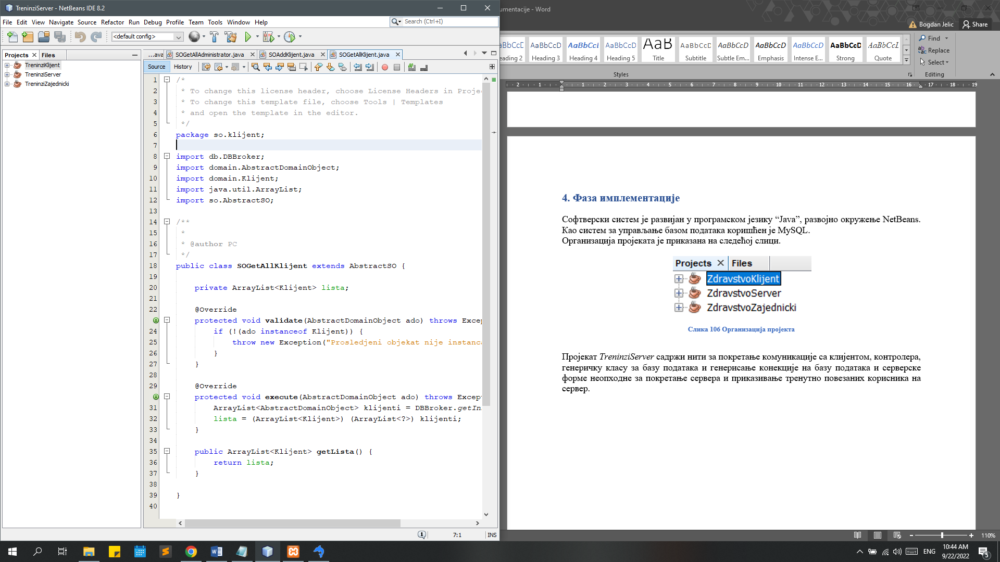 TreninziServer - NetBeans IDE 8.2
File Edit View Navigate Source Refactor Run Debug Profile Team Tools Window Help
Search (Ctrl+I)
<default config>
Projects Files
TreninziKlijent
TreninziServer
TreninziZajednicki
...ava SOGetAllAdministrator.java SOAddKlijent.java SOGetAllKlijent.java
Source History
1 /*
2 * To change this license header, choose License Headers in Proje
3 * To change this template file, choose Tools | Templates
4 * and open the template in the editor.
5 */
6 package so.klijent;
7
8 import db.DBBroker;
9 import domain.AbstractDomainObject;
10 import domain.Klijent;
11 import java.util.ArrayList;
12 import so.AbstractSO;
13
14 /**
15 *
16 * @author PC
17 */
18 public class SOGetAllKlijent extends AbstractSO {
19
20 private ArrayList<Klijent> lista;
21
22 @Override
protected void validate(AbstractDomainObject ado) throws Excep
24 if (!(ado instanceof Klijent)) {
25 throw new Exception("Prosledjeni objekat nije instanca
26 }
27 }
28
29 @Override
protected void execute(AbstractDomainObject ado) throws Except
31 ArrayList<AbstractDomainObject> klijenti = DBBroker.getIn
32 lista = (ArrayList<Klijent>) (ArrayList<?>) klijenti;
33 }
34
35 public ArrayList<Klijent> getLista() {
36 return lista;
37 }
38
39 }
40
1
7:1 INS
umentacije - Word
Bogdan Jelic Share
AaBbCcDc AaBbCcD AaBbCcI AaBbCcD AaB AaBbCcD AaBbCcD AaBbCcD AaBbCcD AaBbCcD AaBbCcI
eading 2 Heading 3 Heading 4 Heading 5 Title Subtitle Subtle Em... Emphasis Intense E... Strong Quote
Find
Replace
Select
Styles Editing
2 1 1 2 3 4 5 6 7 8 9 10 11 12 13 14 15 16 17 18 19
4. Фаза имплементације
Софтверски систем је развијан у програмском језику “Java”, развојно окружење NetBeans.
Као систем за управљање базом података коришћен је MySQL.
Организација пројеката је приказана на следећој слици.
Projects Files
ZdravstvoKlijent
ZdravstvoServer
ZdravstvoZajednicki
Слика 106 Организација пројекта
Пројекат TreninziServer садржи нити за покретање комуникације са клијентом, контролера,
генеричку класу за базу података и генерисање конекције на базу података и серверске
форме неопходне за покретање сервера и приказивање тренутно повезаних корисника на
сервер.
110%
ENG
10:44 AM
9/22/2022
5